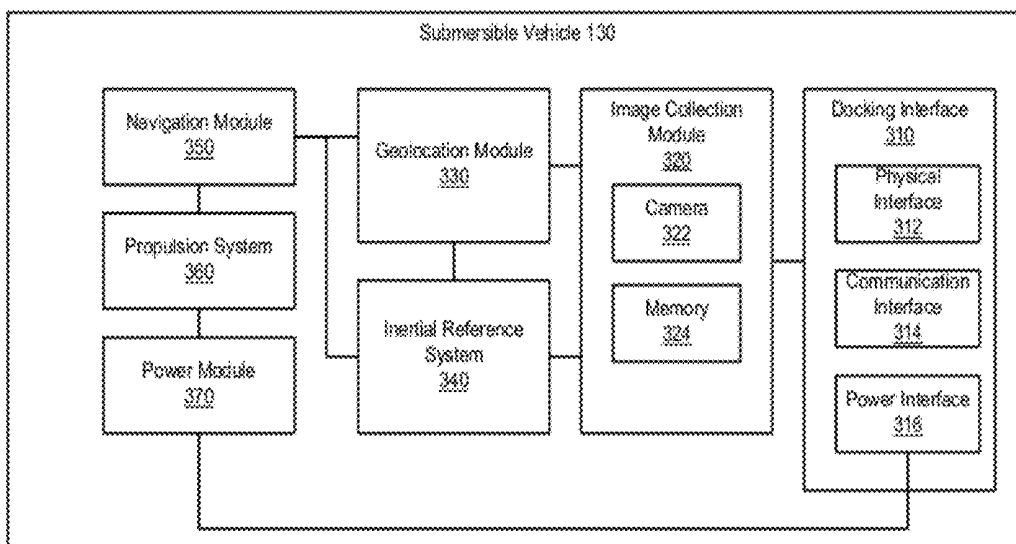 Submersible Vehicle 130
Navigation Module
350
Propulsion System
360
Power Module
370
Geolocation Module
330
Inertial Reference
System
340
Image Collection
Module
320
Camera
322
Memory
324
Docking Interface
310
Physical
Interface
312
Communication
Interface
314
Power Interface
316